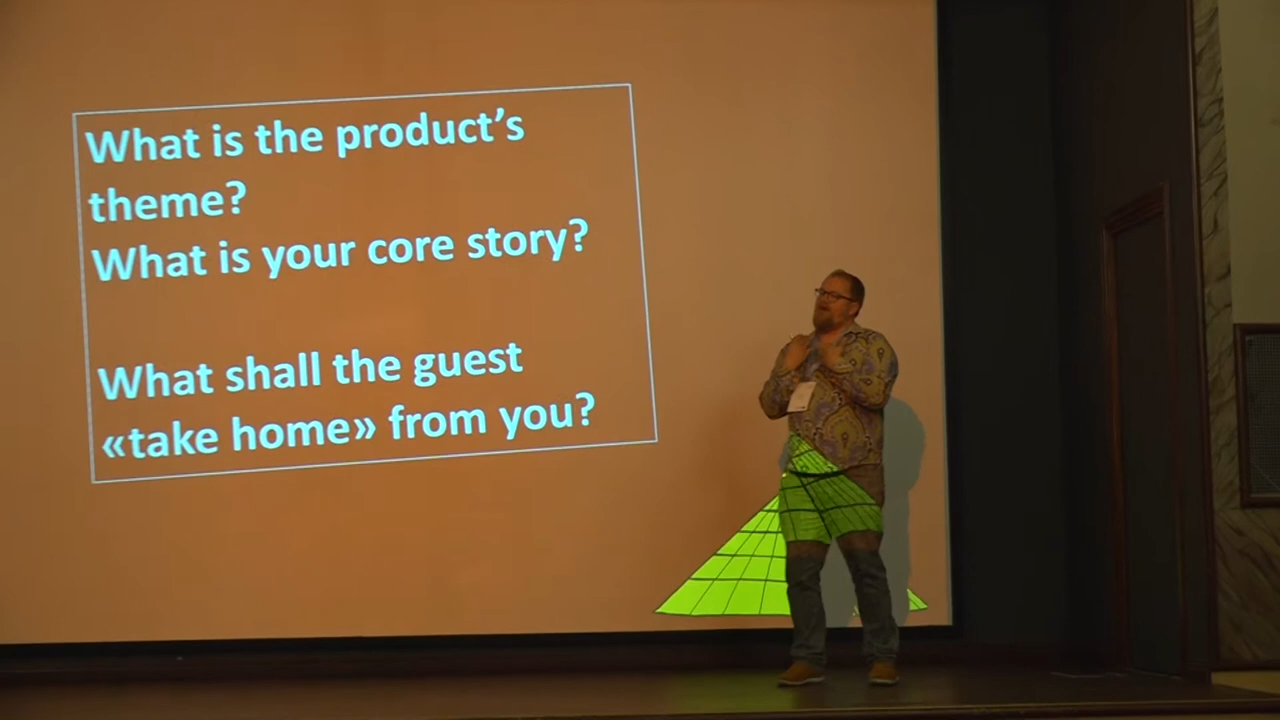 What is the product’s
theme?
What is your core story?
What shall the guest
«take home» from you?